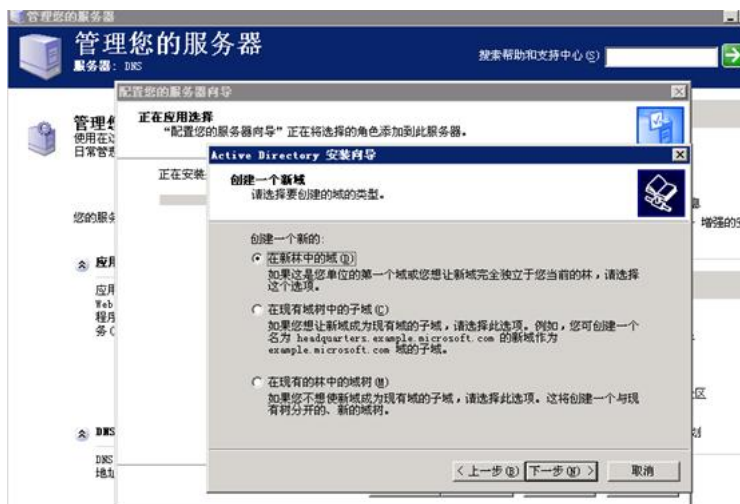 管理您的服务器
管理您的服务器
服务器: DNS
搜索帮助和支持中心(S)
配置您的服务器向导
正在应用选择
“配置您的服务器向导”正在将选择的角色添加到此服务器。
管理
使用在
日常管
正在安装
您的服务
应用
应用
Web
程序
务(
DNS
DNS
地址
增强的
区
Active Directory 安装向导
创建一个新域
请选择要创建的域的类型。
创建一个新的:
在新林中的域(D)
如果这是您单位的第一个域或您想让新域完全独立于您当前的林，请选择
这个选项。
在现有域树中的子域(C)
如果您想让新域成为现有域的子域，请选择此选项。例如，您可创建一个
名为 headquarters.example.microsoft.com 的新域作为
example.microsoft.com 域的子域。
在现有的林中的域树(M)
如果您不想使新域成为现有域的子域，请选择此选项。这将创建一个与现
有树分开的、新的域树。
< 上一步(B)
下一步(N) >
取消